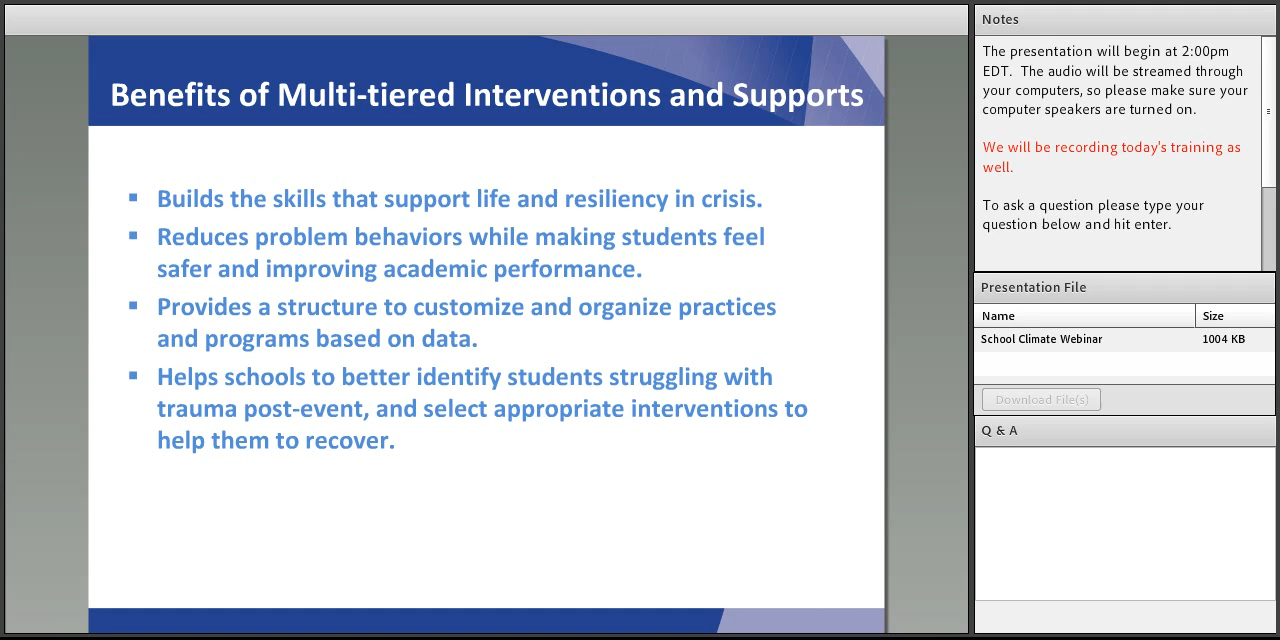 Benefits of Multi-tiered Interventions and Supports
▪ Builds the skills that support life and resiliency in crisis.
▪ Reduces problem behaviors while making students feel
safer and improving academic performance.
▪ Provides a structure to customize and organize practices
and programs based on data.
▪ Helps schools to better identify students struggling with
trauma post-event, and select appropriate interventions to
help them to recover.
Notes
The presentation will begin at 2:00pm
EDT. The audio will be streamed through
your computers, so please make sure your
computer speakers are turned on.
We will be recording today's training as
well.
To ask a question please type your
question below and hit enter.
Presentation File
Name Size
School Climate Webinar 1004 KB
Download File(s)
Q & A